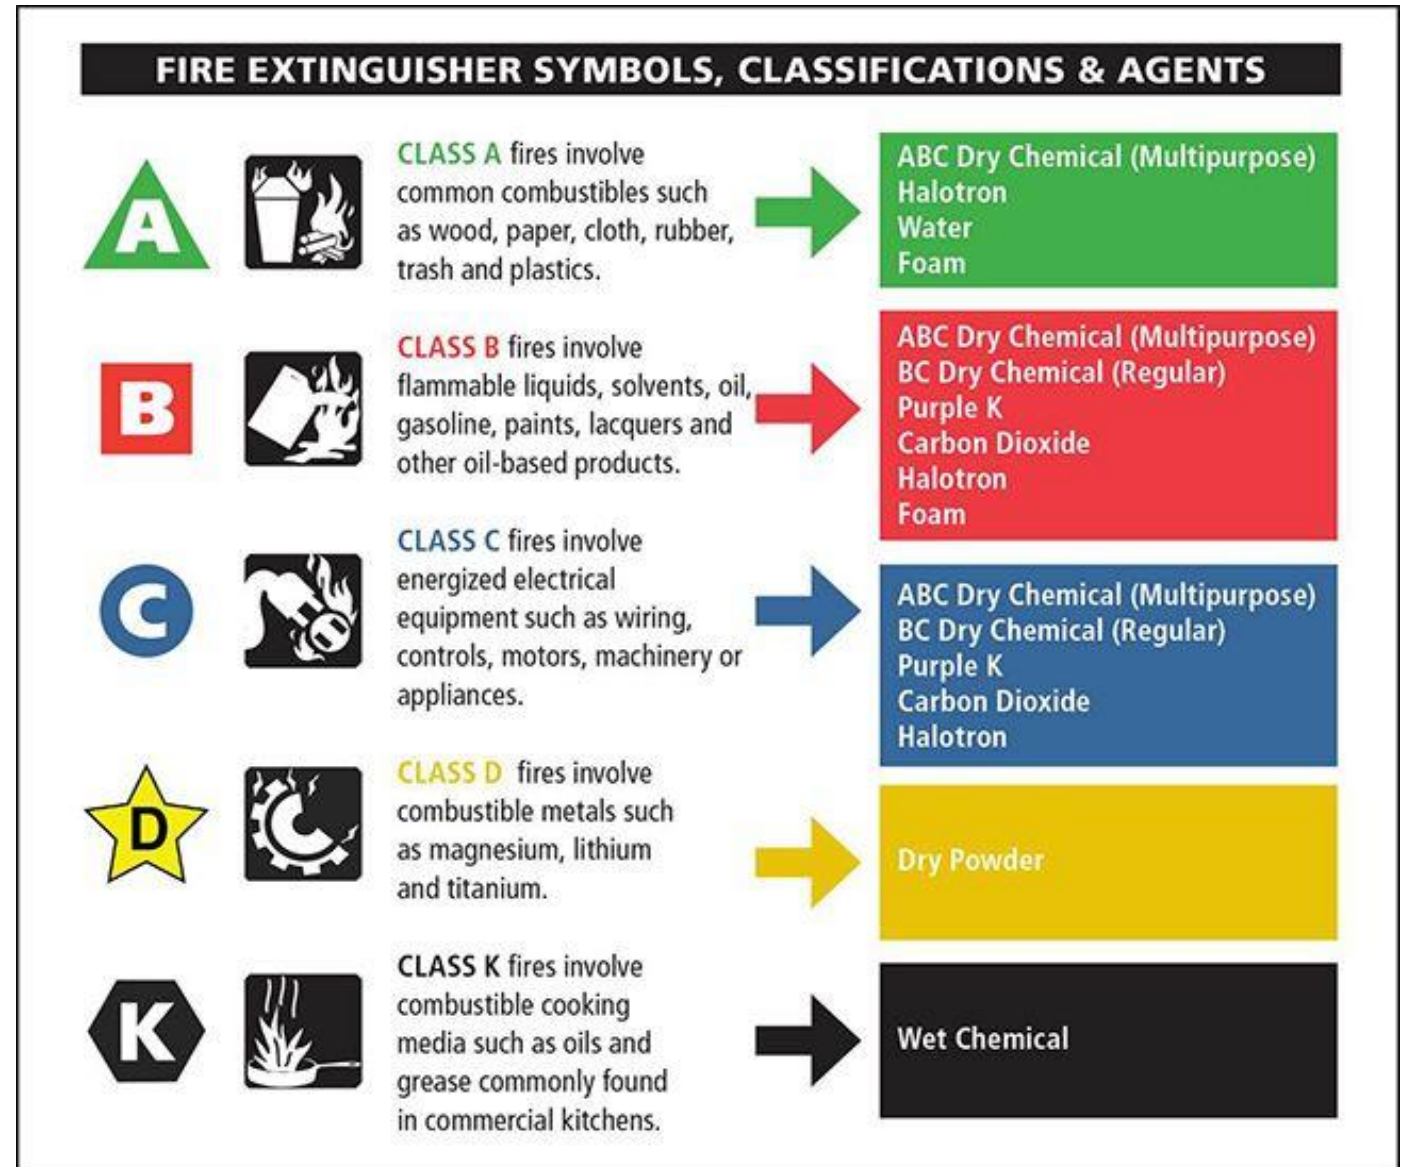 FIRE EXTINGUISHER SYMBOLS, CLASSIFICATIONS & AGENTS
A
CLASS A fires involve
common combustibles such
as wood, paper, cloth, rubber,
trash and plastics.
ABC Dry Chemical (Multipurpose)
Halotron
Water
Foam
B
CLASS B fires involve
flammable liquids, solvents, oil,
gasoline, paints, lacquers and
other oil-based products.
ABC Dry Chemical (Multipurpose)
BC Dry Chemical (Regular)
Purple K
Carbon Dioxide
Halotron
Foam
C
CLASS C fires involve
energized electrical
equipment such as wiring,
controls, motors, machinery or
appliances.
ABC Dry Chemical (Multipurpose)
BC Dry Chemical (Regular)
Purple K
Carbon Dioxide
Halotron
D
CLASS D fires involve
combustible metals such
as magnesium, lithium
and titanium.
Dry Powder
K
CLASS K fires involve
combustible cooking
media such as oils and
grease commonly found
in commercial kitchens.
Wet Chemical